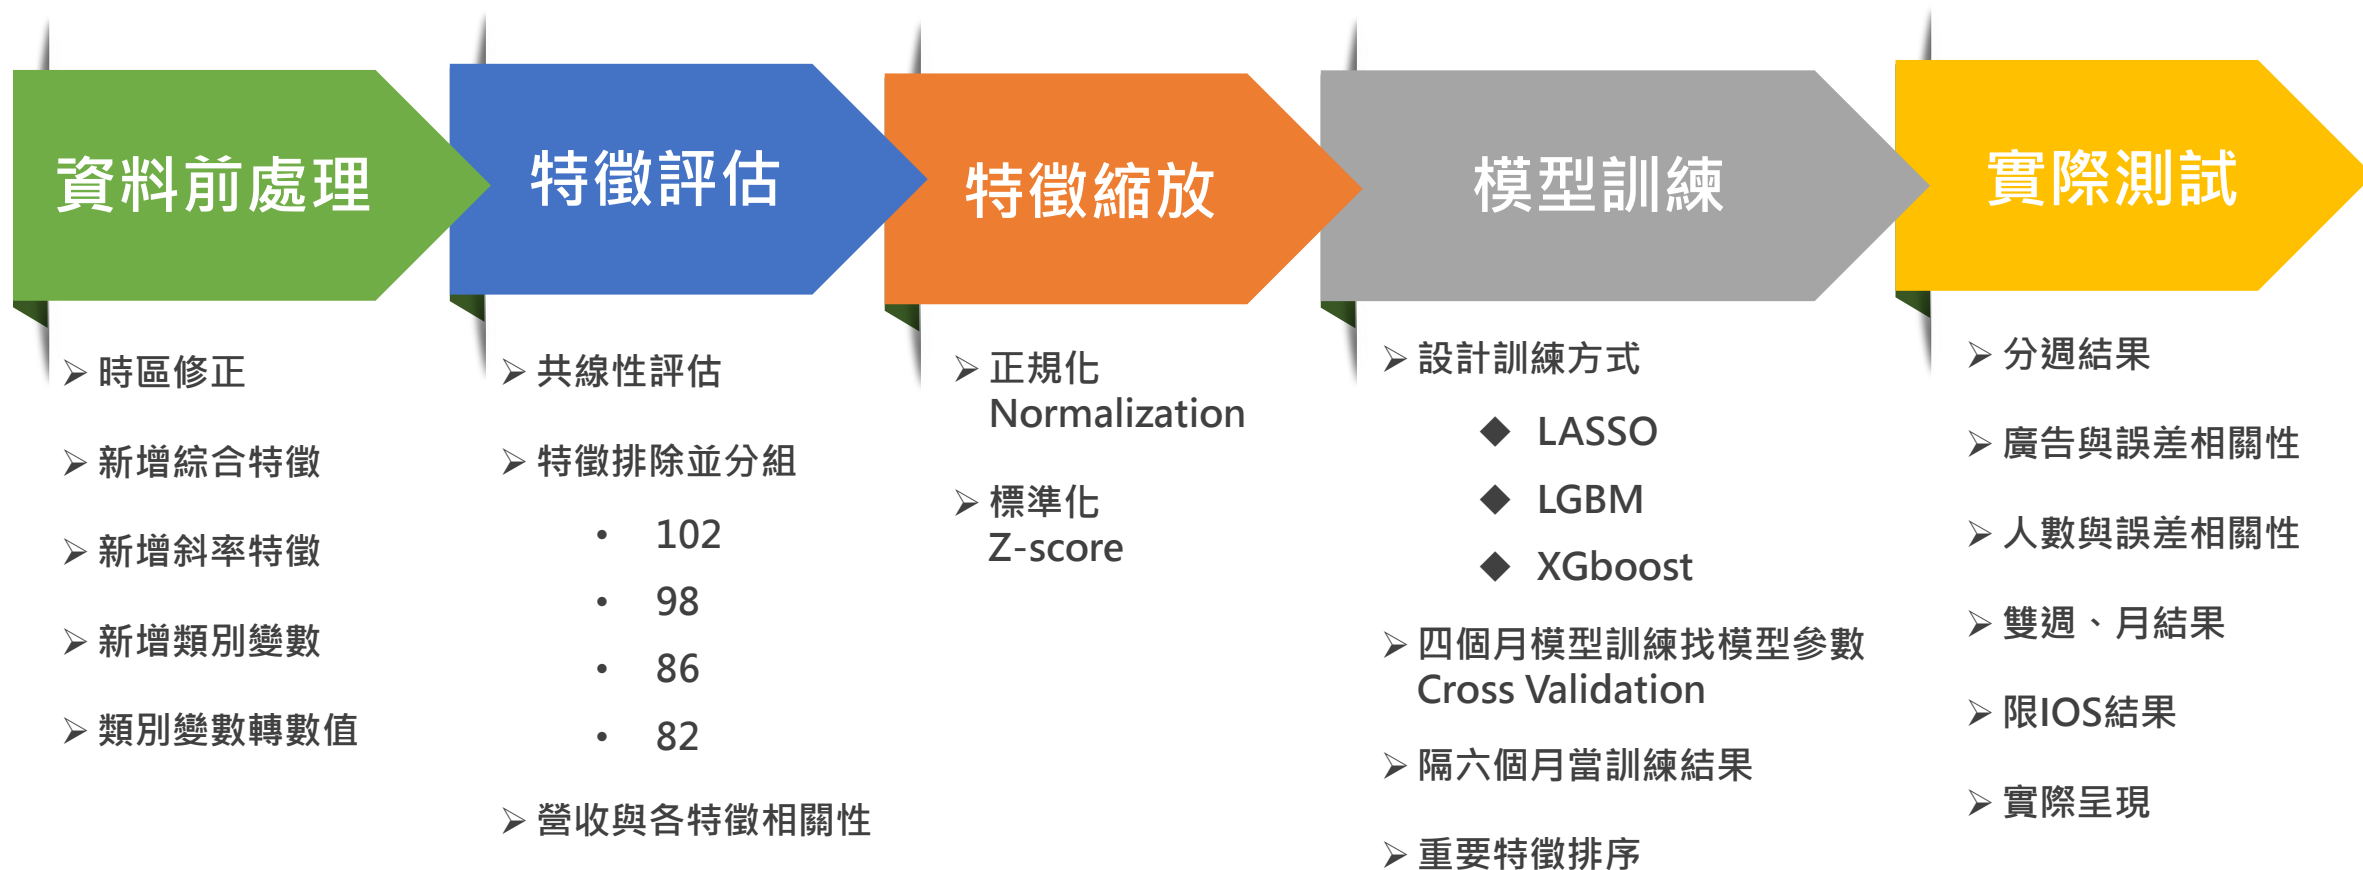 資料前處理
時區修正
新增綜合特徵
新增斜率特徵
新增類別變數
類別變數轉數值
特徵評估
共線性評估
特徵排除並分組
102
98
86
82
營收與各特徵相關性
特徵縮放
正規化
Normalization
標準化
Z-score
模型訓練
設計訓練方式
LASSO
LGBM
XGboost
四個月模型訓練找模型參數
Cross Validation
隔六個月當訓練結果
重要特徵排序
實際測試
分週結果
廣告與誤差相關性
人數與誤差相關性
雙週、月結果
限IOS結果
實際呈現